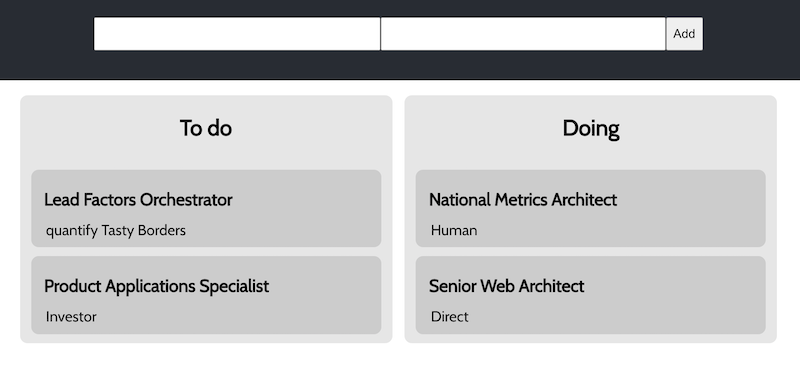 Add
To do
Lead Factors Orchestrator
quantify Tasty Borders
Product Applications Specialist
Investor
Doing
National Metrics Architect
Human
Senior Web Architect
Direct